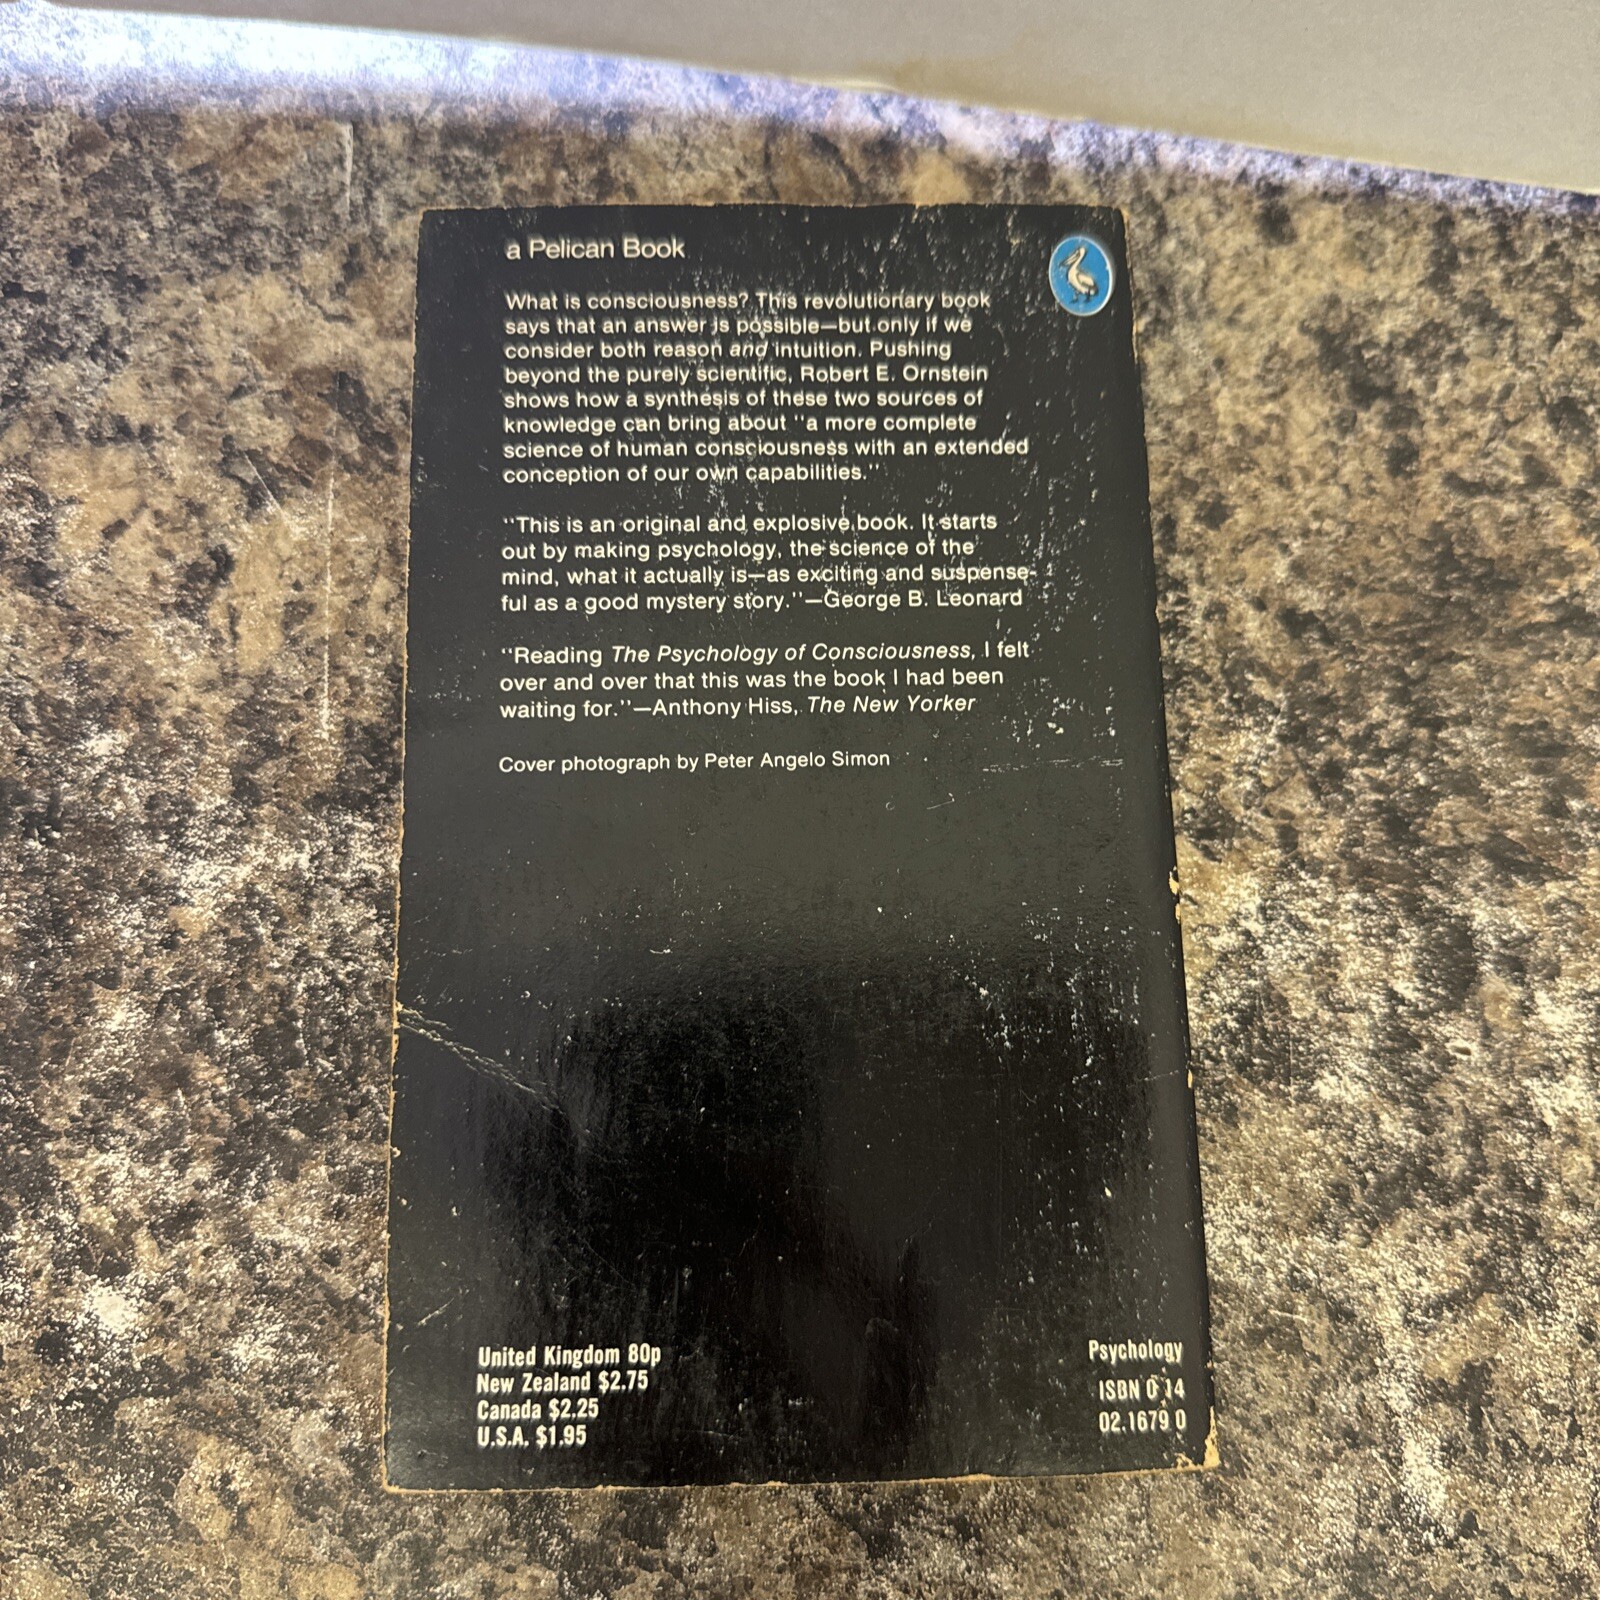 a Pelican Book
What is consciousness? This revolutionary book
says that an answer is possible—but only if we
consider both reason and intuition. Pushing
beyond the purely scientific, Robert E. Ornstein
shows how a synthesis of these two sources of
knowledge can bring about "a more complete
science of human consciousness with an extended
conception of our own capabilities."
"This is an original and explosive book. It starts
out by making psychology, the science of the
mind, what it actually is—as exciting and suspense-
ful as a good mystery story."—George B. Leonard
"Reading The Psychology of Consciousness, I felt
over and over that this was the book I had been
waiting for."—Anthony Hiss, The New Yorker
Cover photograph by Peter Angelo Simon
United Kingdom 80p
New Zealand $2.75
Canada $2.25
U.S.A. $1.95
Psychology
ISBN 0 14
02.1679 0